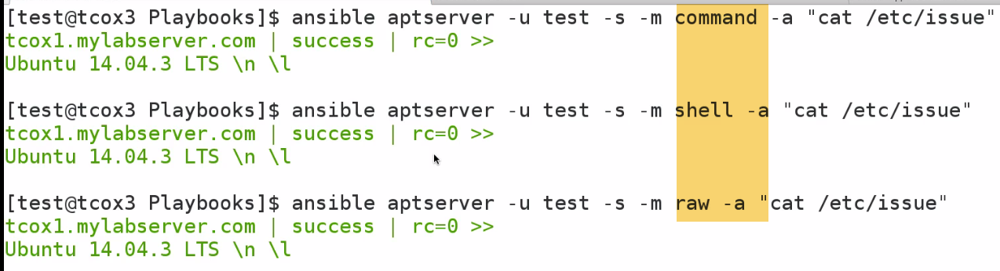 [test@tcox3 Playbooks]$ ansible aptserver -u test -s -m command -a "cat /etc/issue"
tcox1.mylabserver.com | success | rc=0 >>
Ubuntu 14.04.3 LTS \n \l
[test@tcox3 Playbooks]$ ansible aptserver -u test -s -m shell -a "cat /etc/issue"
tcox1.mylabserver.com | success | rc=0 >>
Ubuntu 14.04.3 LTS \n \l
[test@tcox3 Playbooks]$ ansible aptserver -u test -s -m raw -a "cat /etc/issue"
tcox1.mylabserver.com | success | rc=0 >>
Ubuntu 14.04.3 LTS \n \l